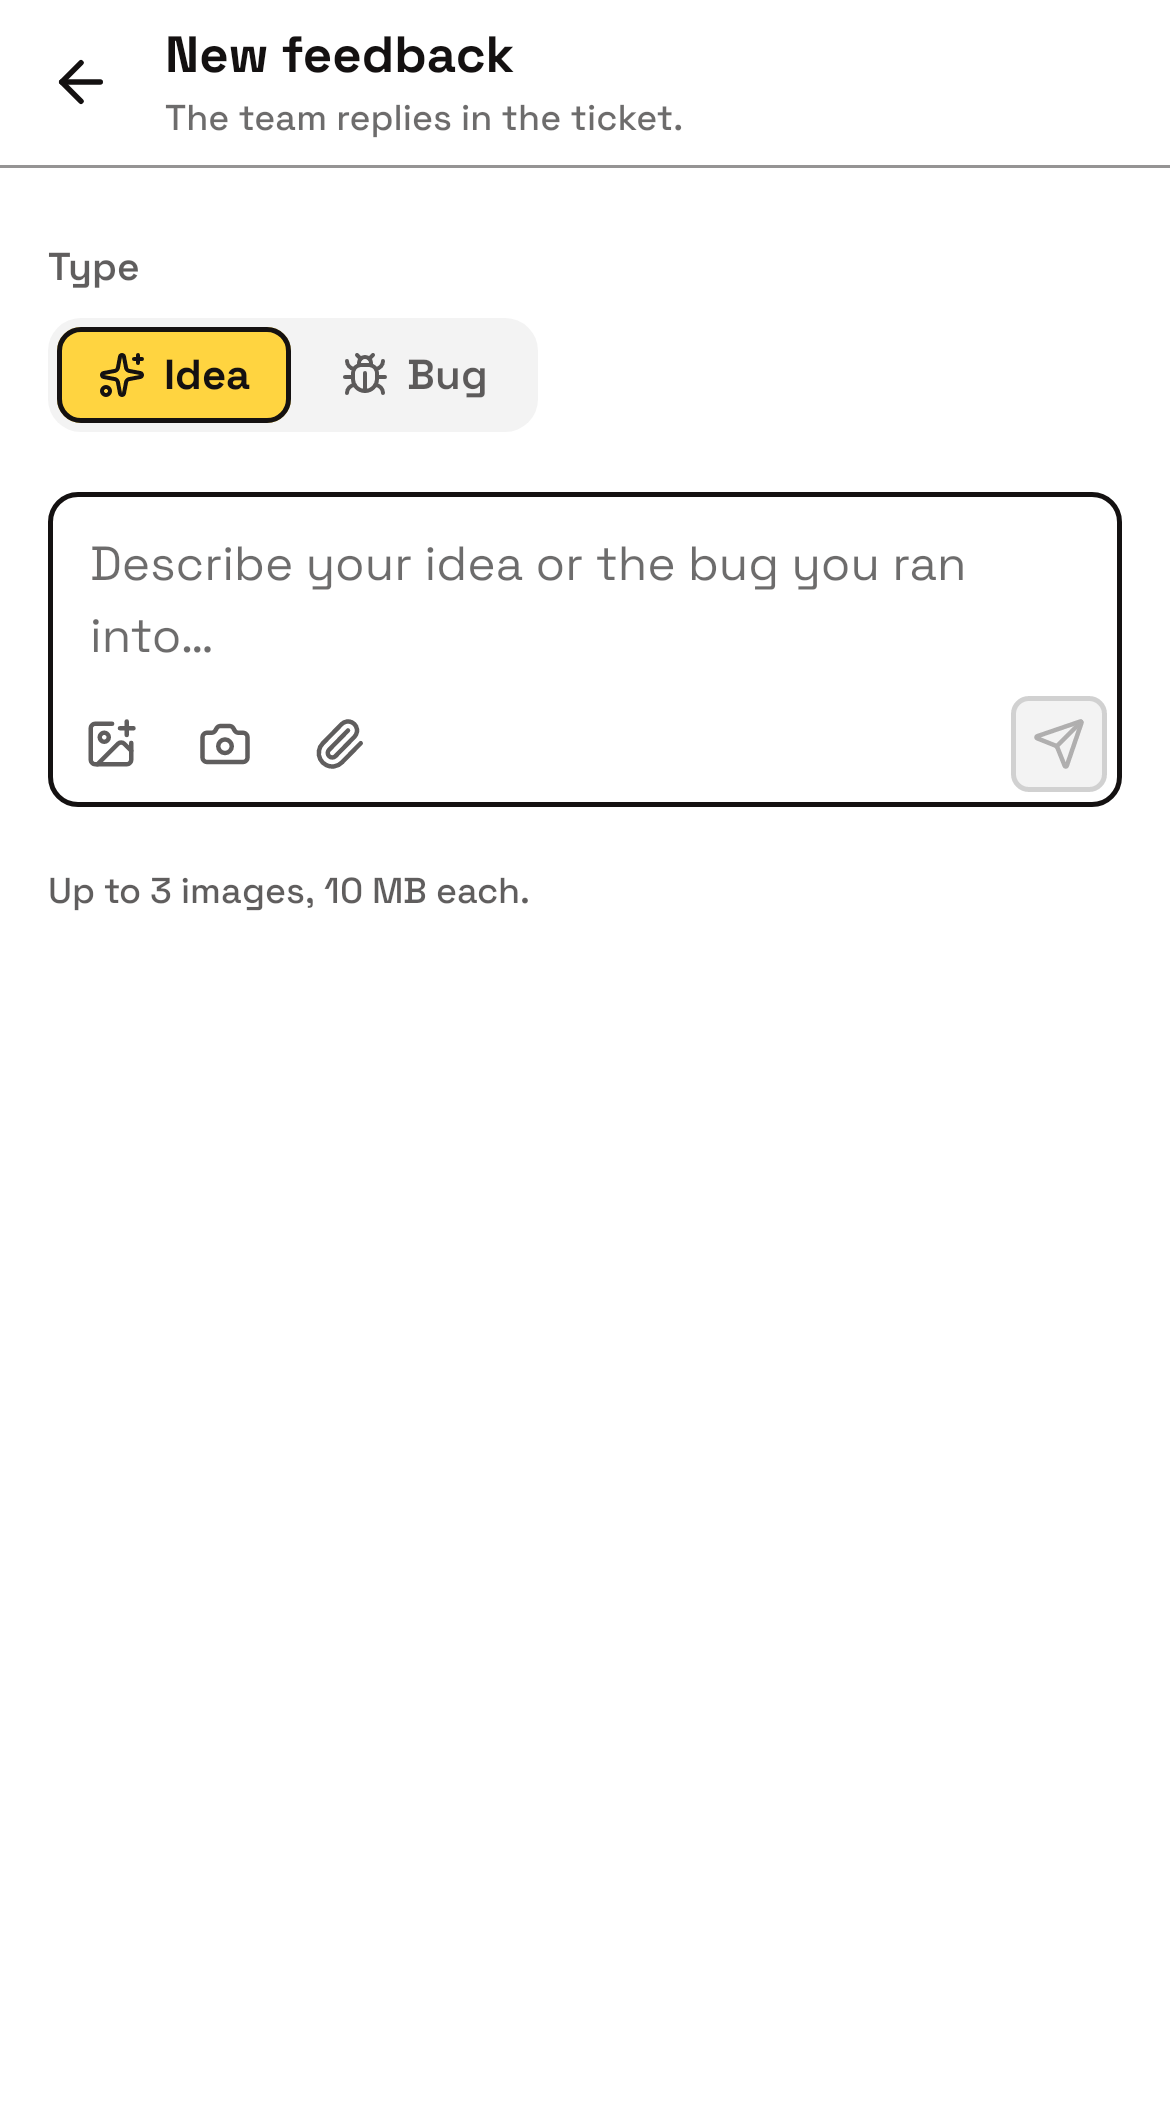 New feedback
The team replies in the ticket.
Type
Idea
Bug
Describe your idea or the bug you ran
into…
Up to 3 images, 10 MB each.